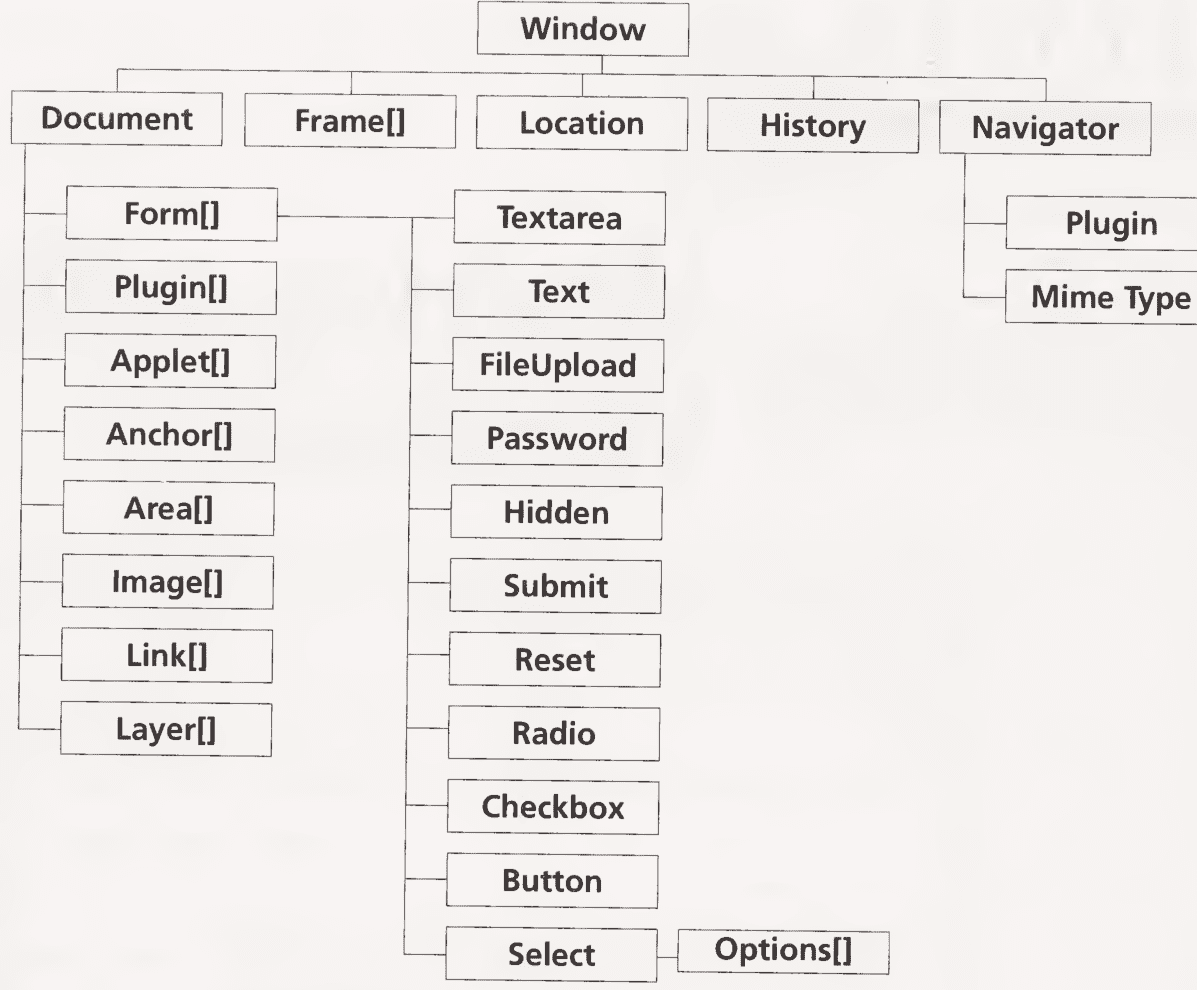 Window
Document
Frame[]
Location
History
Navigator
Form[]
Plugin[]
Applet[]
Anchor[]
Area[]
Image[]
Link[]
Layer[]
Textarea
Text
FileUpload
Password
Hidden
Submit
Reset
Radio
Checkbox
Button
Select
Options[]
Plugin
Mime Type